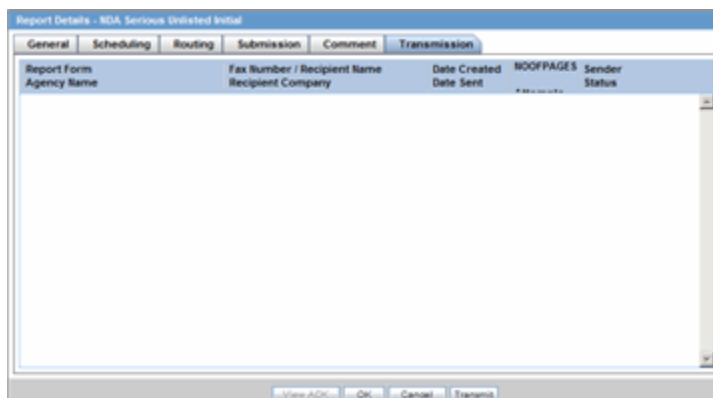 Report Details - NDA Serious Unlisted Initial
General Scheduling Routing Submission Comment Transmission
Report Form Fax Number / Recipient Name Date Created NOOFPAGES Sender
Agency Name Recipient Company Date Sent Status
View ACK OK Cancel Transmit